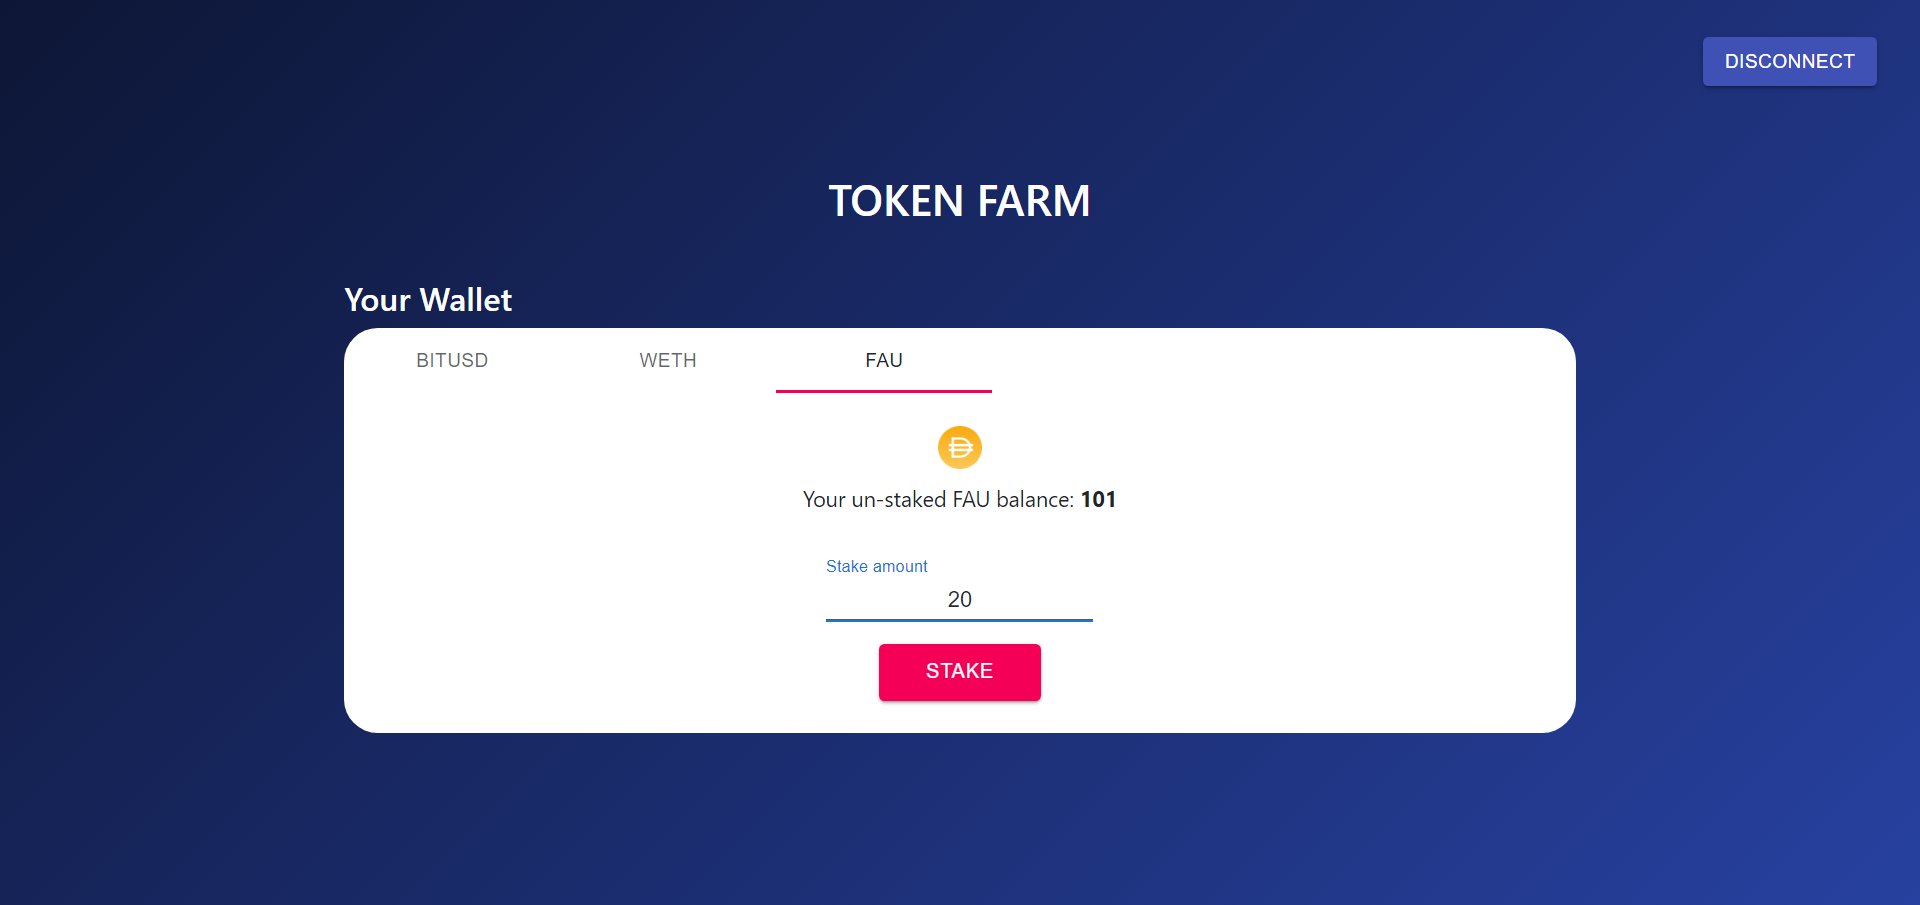 DISCONNECT
TOKEN FARM
Your Wallet
BITUSD WETH FAU
Your un-staked FAU balance: 101
Stake amount
20
STAKE